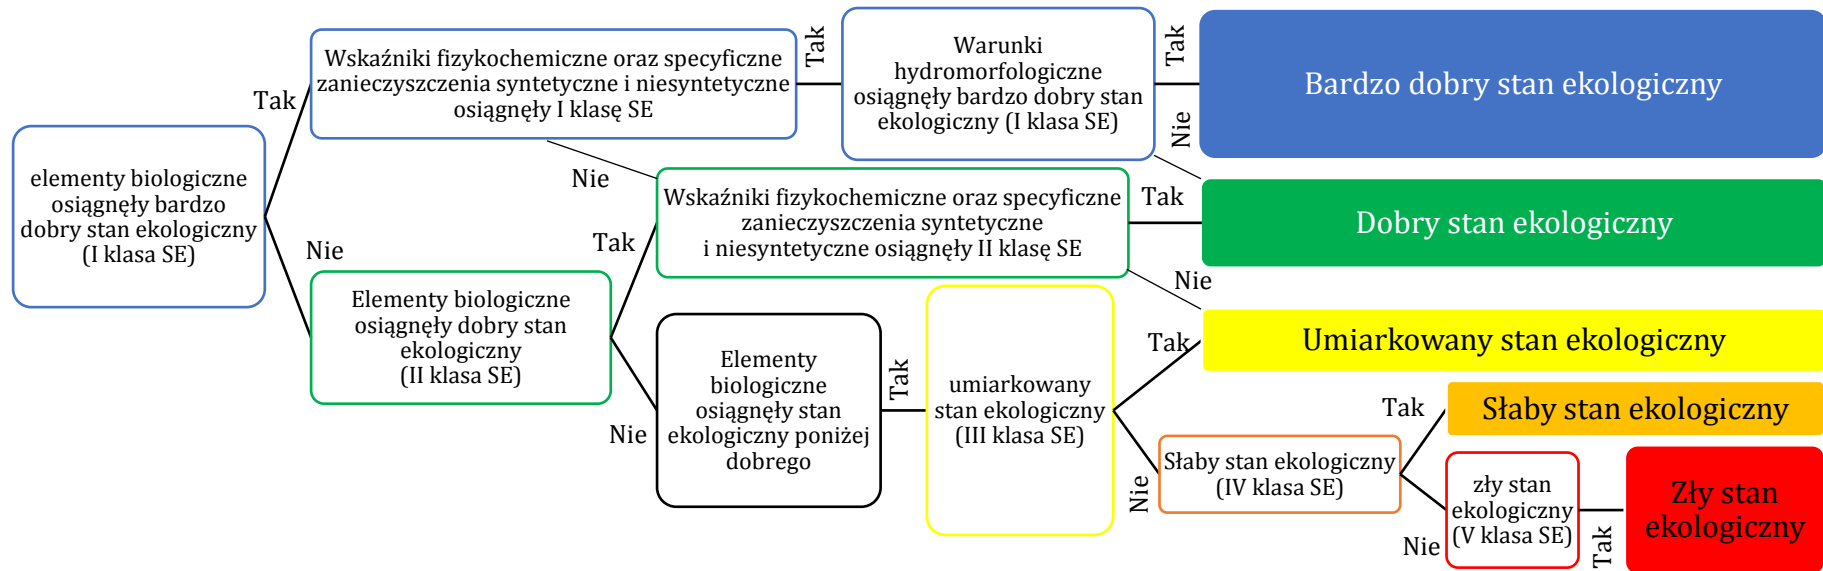 elementy biologiczne
osiągnęły bardzo
dobry stan ekologiczny
(I klasa SE)
Tak
Nie
Wskaźniki fizykochemiczne oraz specyficzne
zanieczyszczenia syntetyczne i niesyntetyczne
osiągnęły I klasę SE
Tak
Nie
Warunki
hydromorfologiczne
osiągnęły bardzo dobry stan
ekologiczny (I klasa SE)
Tak
Nie
Bardzo dobry stan ekologiczny
Elementy biologiczne
osiągnęły dobry stan
ekologiczny
(II klasa SE)
Tak
Nie
Wskaźniki fizykochemiczne oraz specyficzne
zanieczyszczenia syntetyczne
i niesyntetyczne osiągnęły II klasę SE
Tak
Nie
Dobry stan ekologiczny
Elementy
biologiczne
osiągnęły stan
ekologiczny poniżej
dobrego
Tak
umiarkowany
stan ekologiczny
(III klasa SE)
Tak
Nie
Umiarkowany stan ekologiczny
Słaby stan ekologiczny
(IV klasa SE)
Tak
Nie
Słaby stan ekologiczny
zły stan
ekologiczny
(V klasa SE)
Tak
Zły stan
ekologiczny